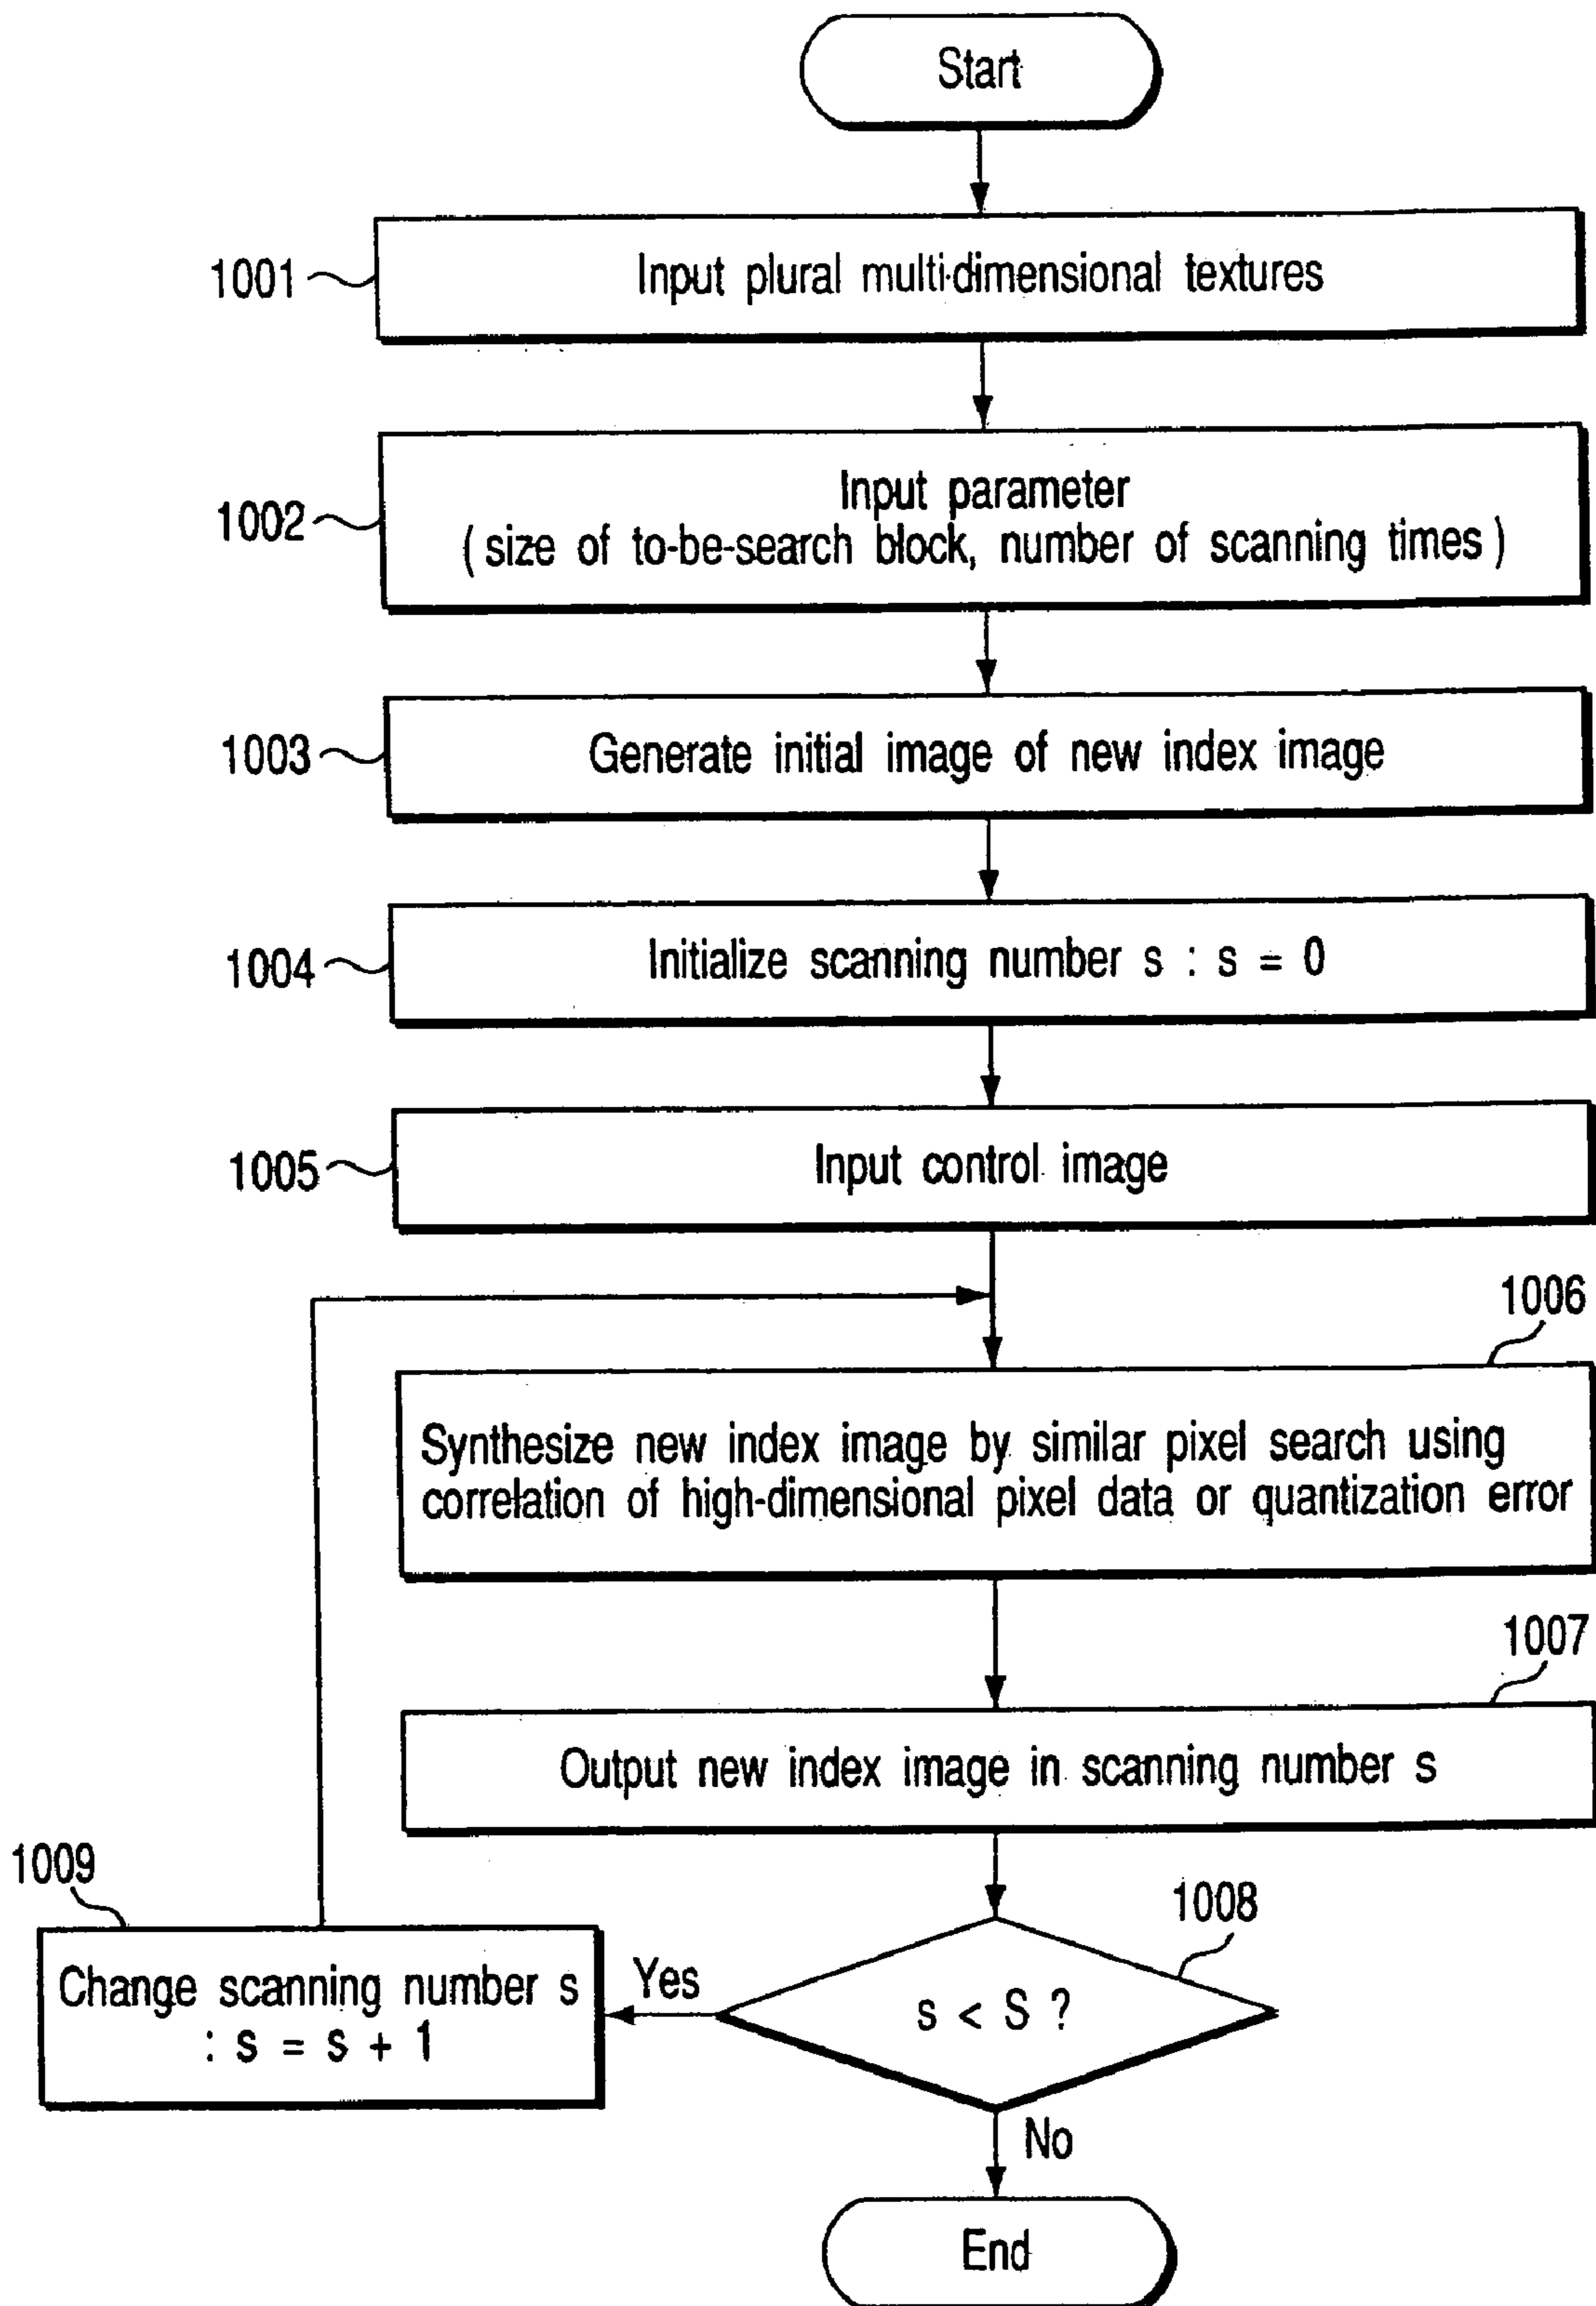 Start
1001
Input plural multi-dimensional textures
1002
Input parameter
(size of to-be-search block, number of scanning times)
1003
Generate initial image of new index image
1004
Initialize scanning number s : s = 0
1005
Input control image
1006
Synthesize new index image by similar pixel search using
correlation of high-dimensional pixel data or quantization error
1007
Output new index image in scanning number s
1008
s < S ?
Yes
1009
Change scanning number s
: s = s + 1
No
End